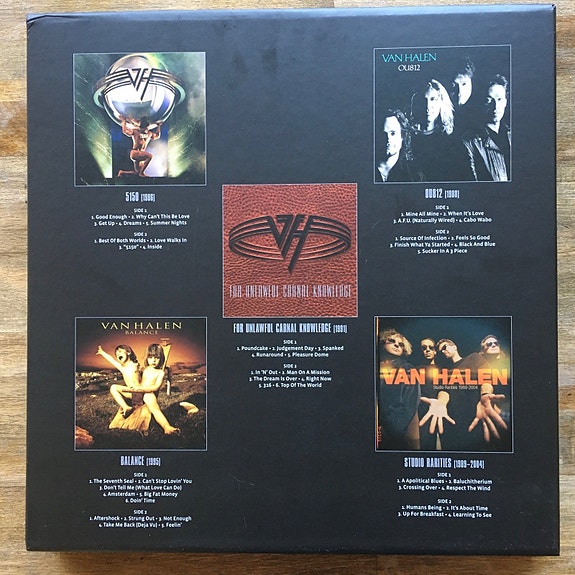 VH
5150 [1986]
SIDE 1
1. Good Enough • 2. Why Can't This Be Love
3. Get Up • 4. Dreams • 5. Summer Nights
SIDE 2
1. Best Of Both Worlds • 2. Love Walks In
3. "5150" • 4. Inside
VAN HALEN
OU812
OU812 [1988]
SIDE 1
1. Mine All Mine • 2. When It's Love
3. A.F.U. (Naturally Wired) • 4. Cabo Wabo
SIDE 2
1. Source Of Infection • 2. Feels So Good
3. Finish What Ya Started • 4. Black And Blue
5. Sucker In A 3 Piece
VH
FOR UNLAWFUL CARNAL KNOWLEDGE
FOR UNLAWFUL CARNAL KNOWLEDGE [1991]
SIDE 1
1. Poundcake • 2. Judgement Day • 3. Spanked
4. Runaround • 5. Pleasure Dome
SIDE 2
1. In 'N' Out • 2. Man On A Mission
3. The Dream Is Over • 4. Right Now
5. 316 • 6. Top Of The World
VAN HALEN
BALANCE
BALANCE [1995]
SIDE 1
1. The Seventh Seal • 2. Can't Stop Lovin' You
3. Don't Tell Me (What Love Can Do)
4. Amsterdam • 5. Big Fat Money
6. Doin' Time
SIDE 2
1. Aftershock • 2. Strung Out • 3. Not Enough
4. Take Me Back (Deja Vu) • 5. Feelin'
VAN HALEN
Studio Rarities 1989-2004
STUDIO RARITIES [1989–2004]
SIDE 1
1. A Apolitical Blues • 2. Baluchitherium
3. Crossing Over • 4. Respect The Wind
SIDE 2
1. Humans Being • 2. It's About Time
3. Up For Breakfast • 4. Learning To See